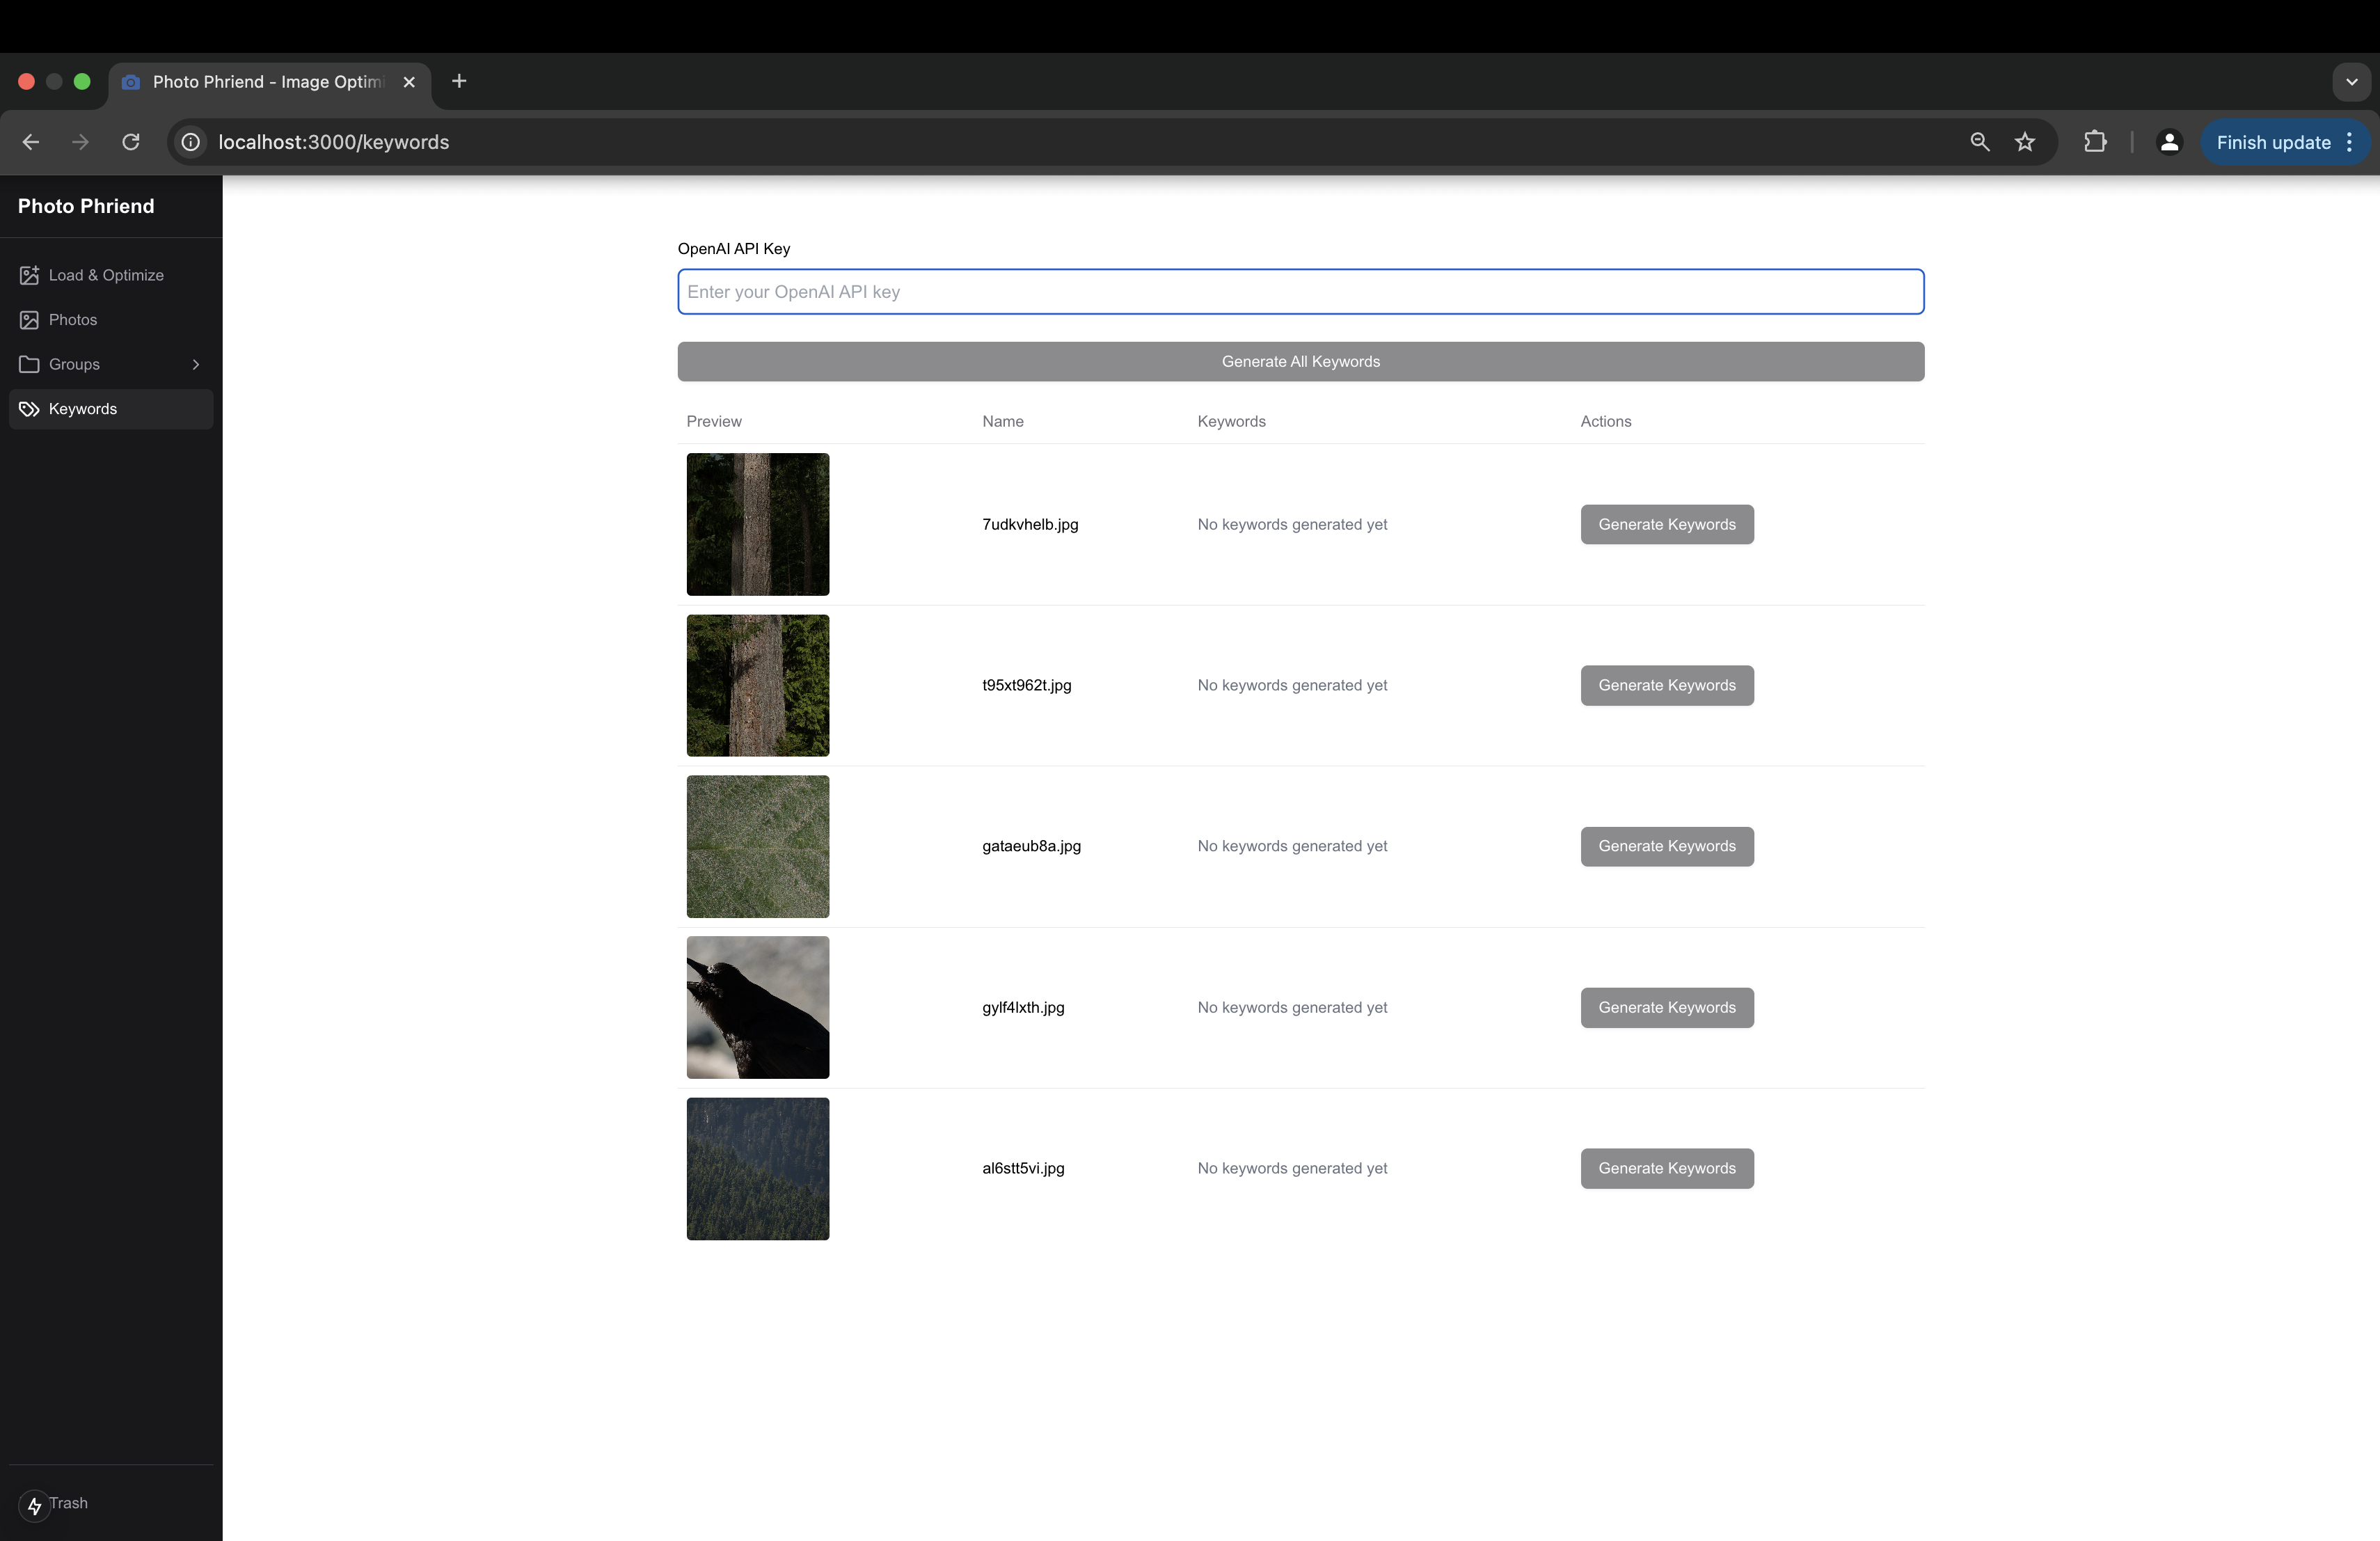 Photo Phriend - Image Optimi
localhost:3000/keywords
Finish update
Photo Phriend
Load & Optimize
Photos
Groups
Keywords
Trash
OpenAI API Key
Enter your OpenAI API key
Generate All Keywords
Preview Name Keywords Actions
7udkvhelb.jpg No keywords generated yet Generate Keywords
t95xt962t.jpg No keywords generated yet Generate Keywords
gataeub8a.jpg No keywords generated yet Generate Keywords
gylf4lxth.jpg No keywords generated yet Generate Keywords
al6stt5vi.jpg No keywords generated yet Generate Keywords